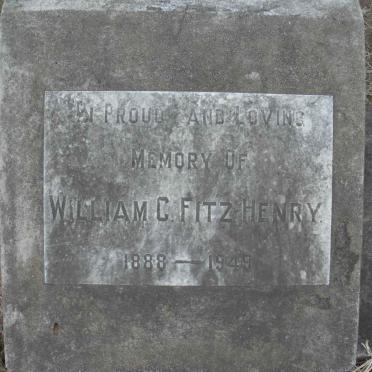 IN PROUD AND LOVING
MEMORY OF
WILLIAM C. FITZ-HENRY.
1888 — 1949